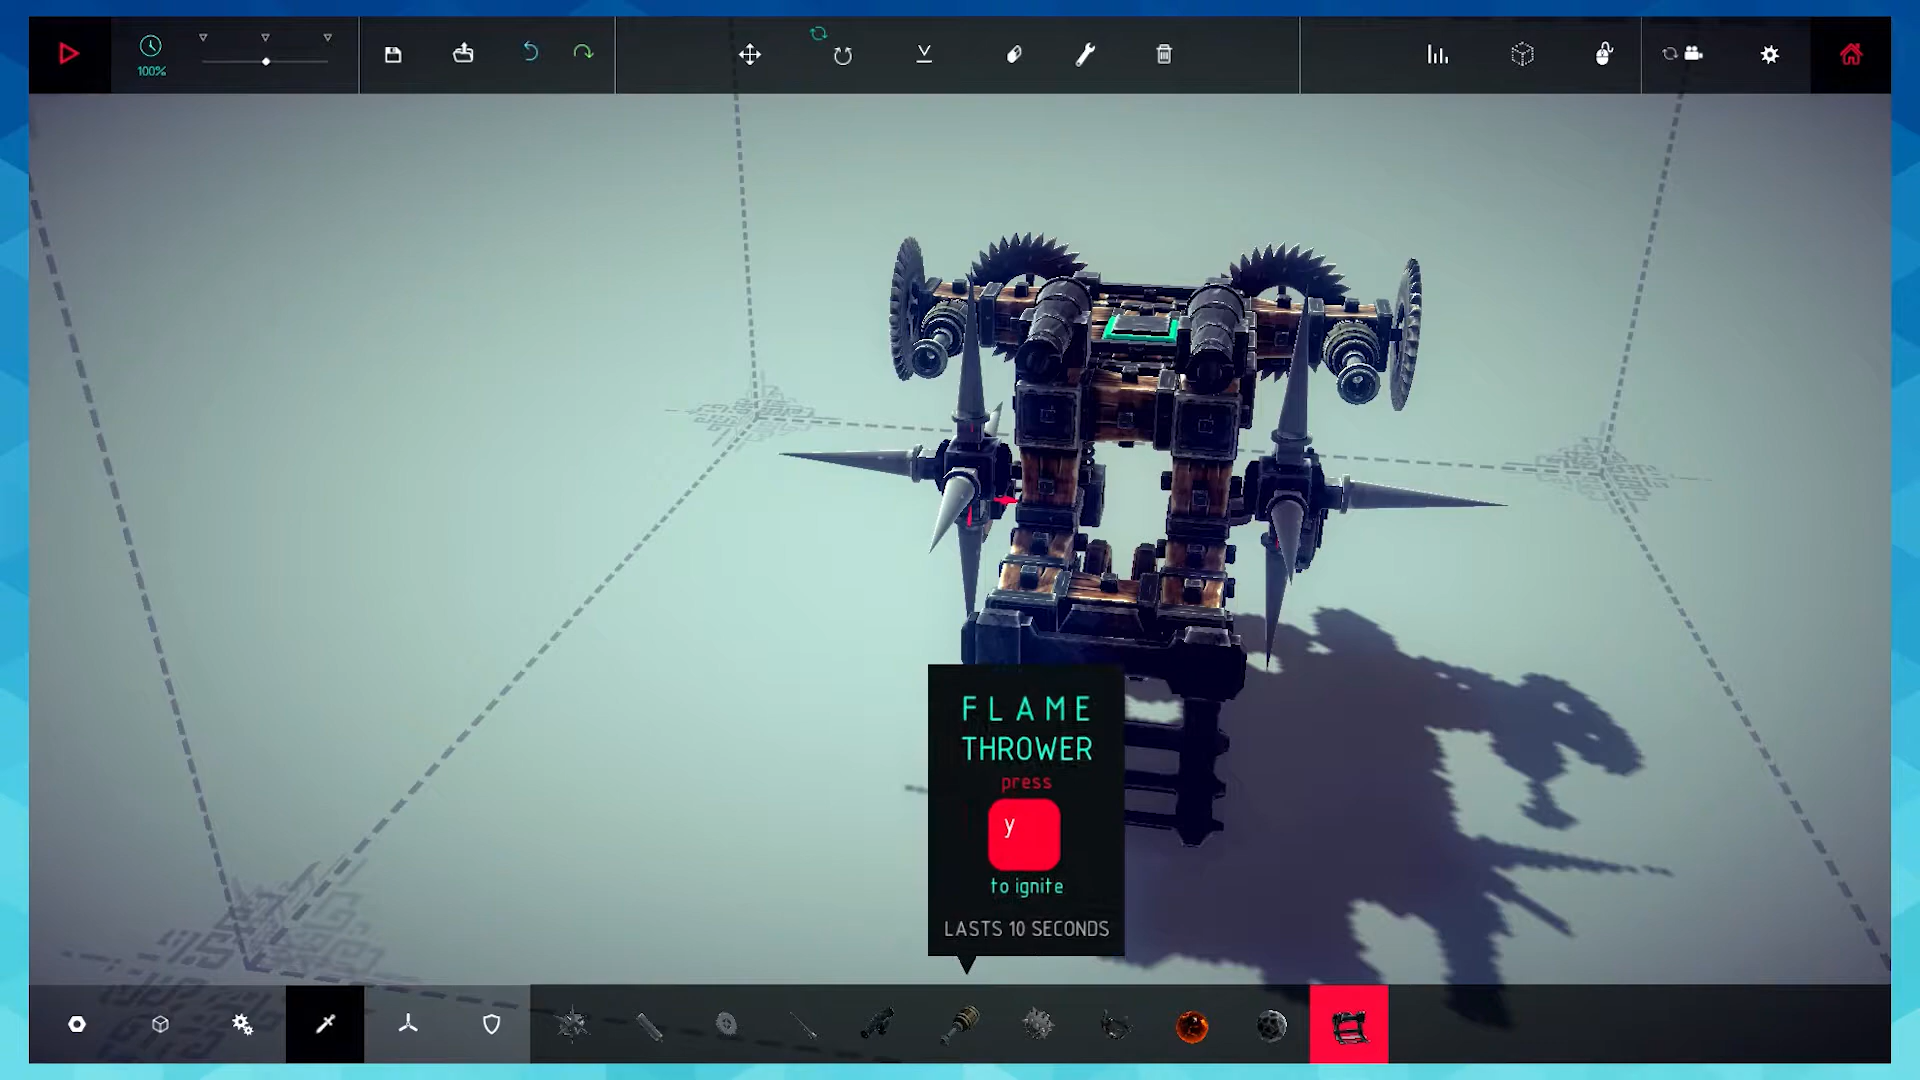 100%
FLAME
THROWER
press
y
to ignite
LASTS 10 SECONDS